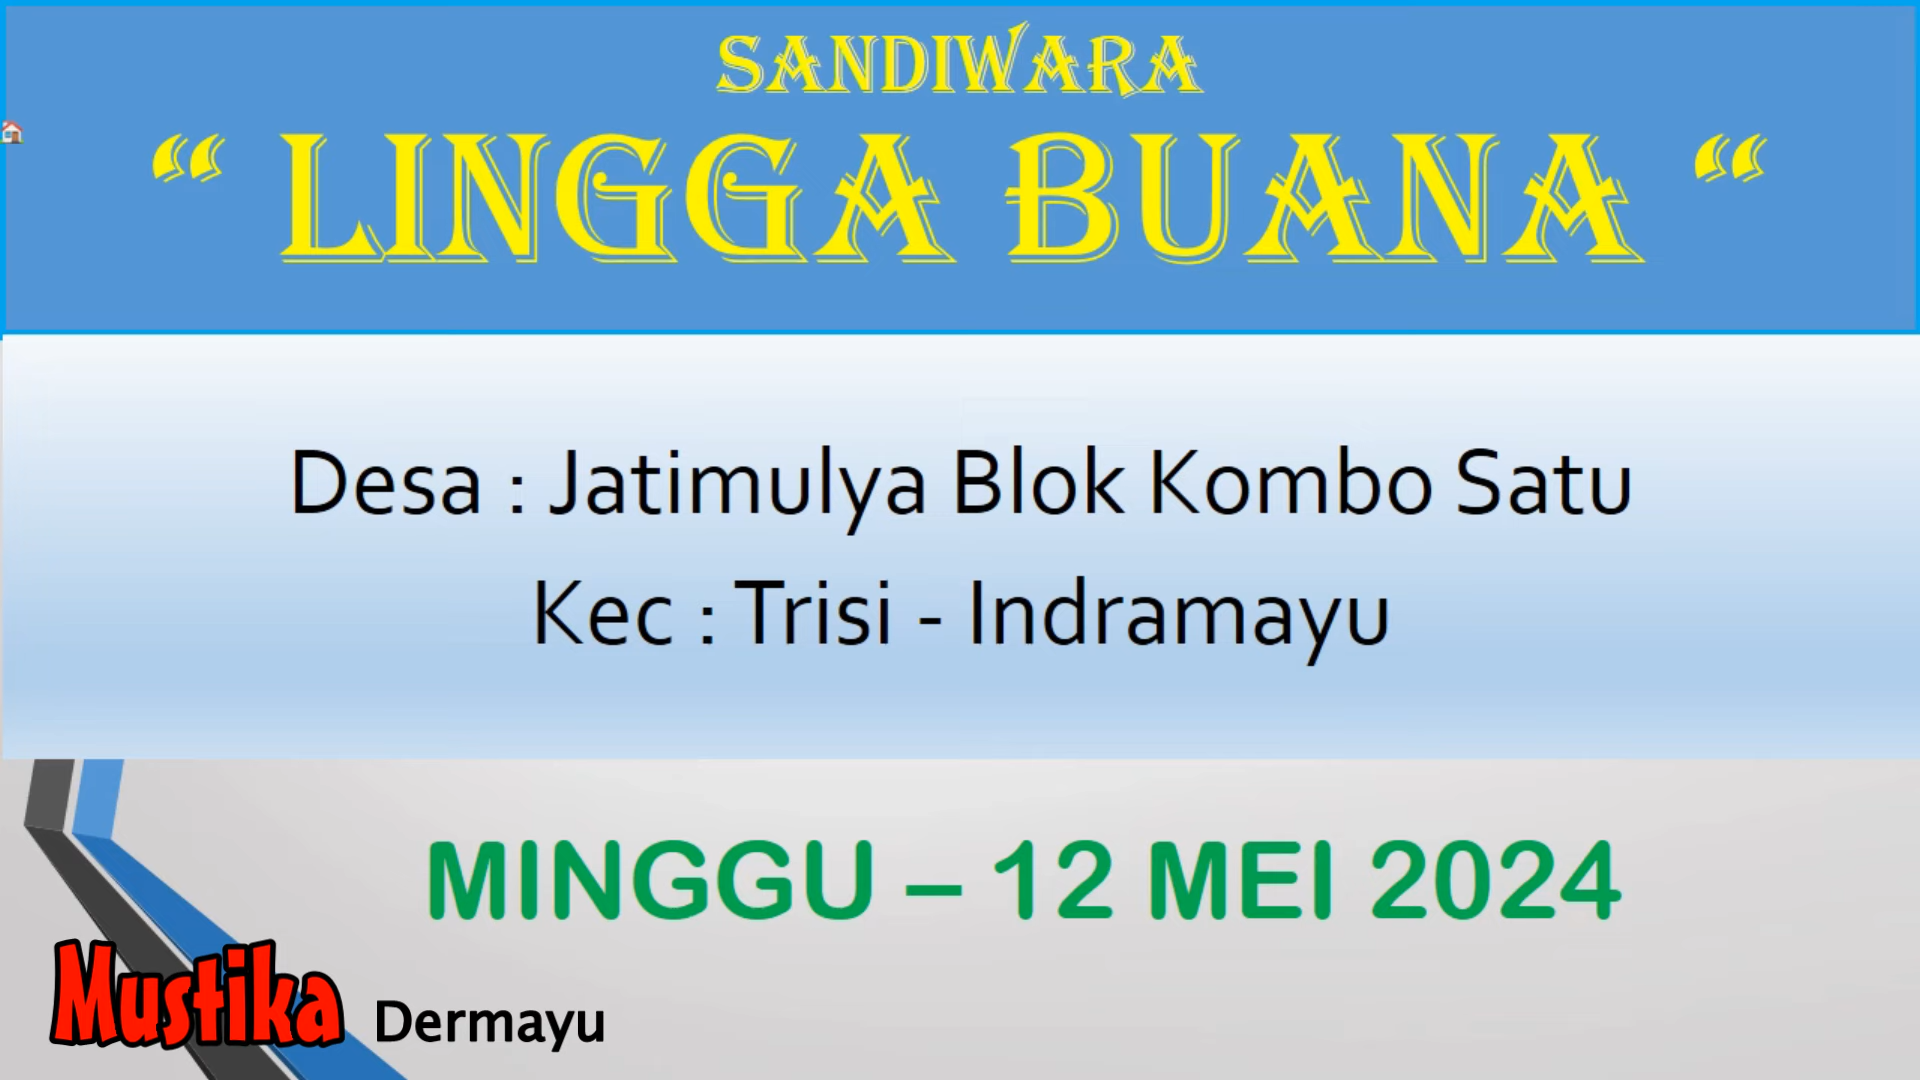 SANDIWARA
“ LINGGA BUANA “
Desa : Jatimulya Blok Kombo Satu
Kec : Trisi - Indramayu
MINGGU – 12 MEI 2024
Mustika Dermayu